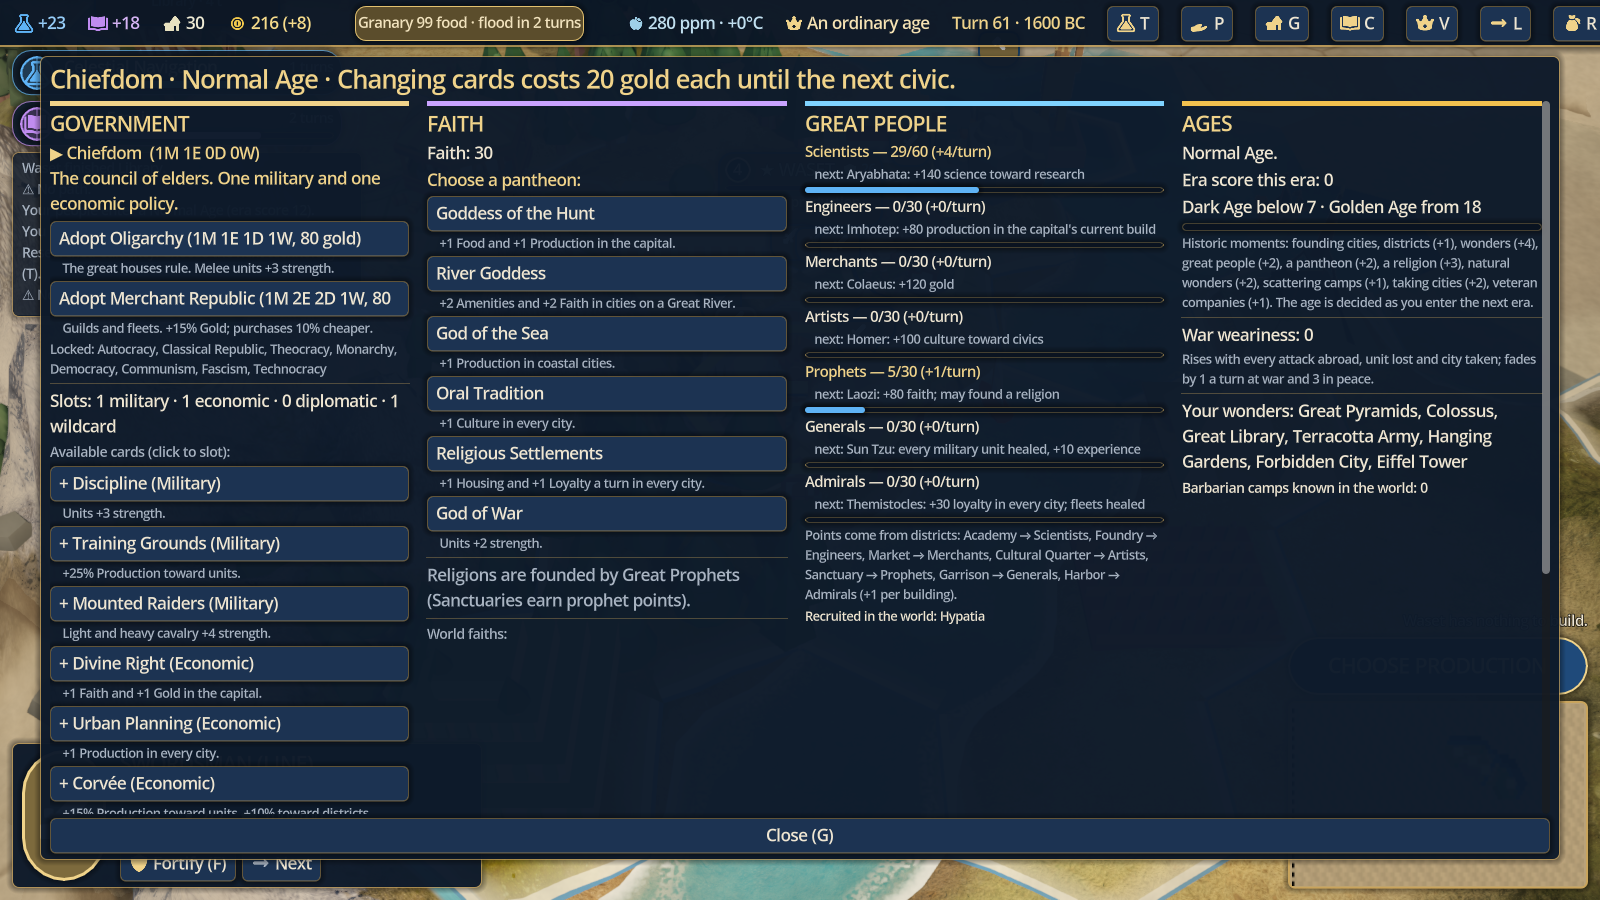 +23
+18
30
216 (+8)
Granary 99 food · flood in 2 turns
280 ppm · +0°C
An ordinary age
Turn 61 · 1600 BC
T
P
G
C
V
L
R
Chiefdom · Normal Age · Changing cards costs 20 gold each until the next civic.
GOVERNMENT
▶ Chiefdom (1M 1E 0D 0W)
The council of elders. One military and one
economic policy.
Adopt Oligarchy (1M 1E 1D 1W, 80 gold)
The great houses rule. Melee units +3 strength.
Adopt Merchant Republic (1M 2E 2D 1W, 80
Guilds and fleets. +15% Gold; purchases 10% cheaper.
Locked: Autocracy, Classical Republic, Theocracy, Monarchy,
Democracy, Communism, Fascism, Technocracy
Slots: 1 military · 1 economic · 0 diplomatic · 1
wildcard
Available cards (click to slot):
+ Discipline (Military)
Units +3 strength.
+ Training Grounds (Military)
+25% Production toward units.
+ Mounted Raiders (Military)
Light and heavy cavalry +4 strength.
+ Divine Right (Economic)
+1 Faith and +1 Gold in the capital.
+ Urban Planning (Economic)
+1 Production in every city.
+ Corvée (Economic)
+15% Production toward units, +10% toward districts
FAITH
Faith: 30
Choose a pantheon:
Goddess of the Hunt
+1 Food and +1 Production in the capital.
River Goddess
+2 Amenities and +2 Faith in cities on a Great River.
God of the Sea
+1 Production in coastal cities.
Oral Tradition
+1 Culture in every city.
Religious Settlements
+1 Housing and +1 Loyalty a turn in every city.
God of War
Units +2 strength.
Religions are founded by Great Prophets
(Sanctuaries earn prophet points).
World faiths:
GREAT PEOPLE
Scientists — 29/60 (+4/turn)
next: Aryabhata: +140 science toward research
Engineers — 0/30 (+0/turn)
next: Imhotep: +80 production in the capital's current build
Merchants — 0/30 (+0/turn)
next: Colaeus: +120 gold
Artists — 0/30 (+0/turn)
next: Homer: +100 culture toward civics
Prophets — 5/30 (+1/turn)
next: Laozi: +80 faith; may found a religion
Generals — 0/30 (+0/turn)
next: Sun Tzu: every military unit healed, +10 experience
Admirals — 0/30 (+0/turn)
next: Themistocles: +30 loyalty in every city; fleets healed
Points come from districts: Academy → Scientists, Foundry →
Engineers, Market → Merchants, Cultural Quarter → Artists,
Sanctuary → Prophets, Garrison → Generals, Harbor →
Admirals (+1 per building).
Recruited in the world: Hypatia
AGES
Normal Age.
Era score this era: 0
Dark Age below 7 · Golden Age from 18
Historic moments: founding cities, districts (+1), wonders (+4),
great people (+2), a pantheon (+2), a religion (+3), natural
wonders (+2), scattering camps (+1), taking cities (+2), veteran
companies (+1). The age is decided as you enter the next era.
War weariness: 0
Rises with every attack abroad, unit lost and city taken; fades
by 1 a turn at war and 3 in peace.
Your wonders: Great Pyramids, Colossus,
Great Library, Terracotta Army, Hanging
Gardens, Forbidden City, Eiffel Tower
Barbarian camps known in the world: 0
CHOOSE PRODUCTION
Close (G)
Fortify (F)
→ Next